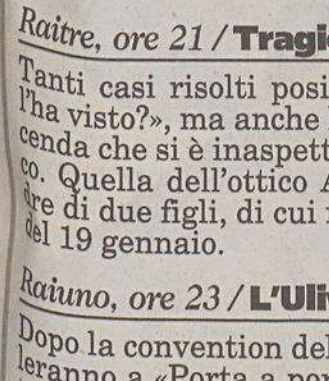 Raitre, ore 21 / Tragi
Tanti casi risolti posi
l'ha visto?», ma anche
cenda che si è inaspett
co. Quella dell'ottico A
dre di due figli, di cui
del 19 gennaio.
Raiuno, ore 23 / L'Uli
Dopo la convention del
leranno a «Porta a por